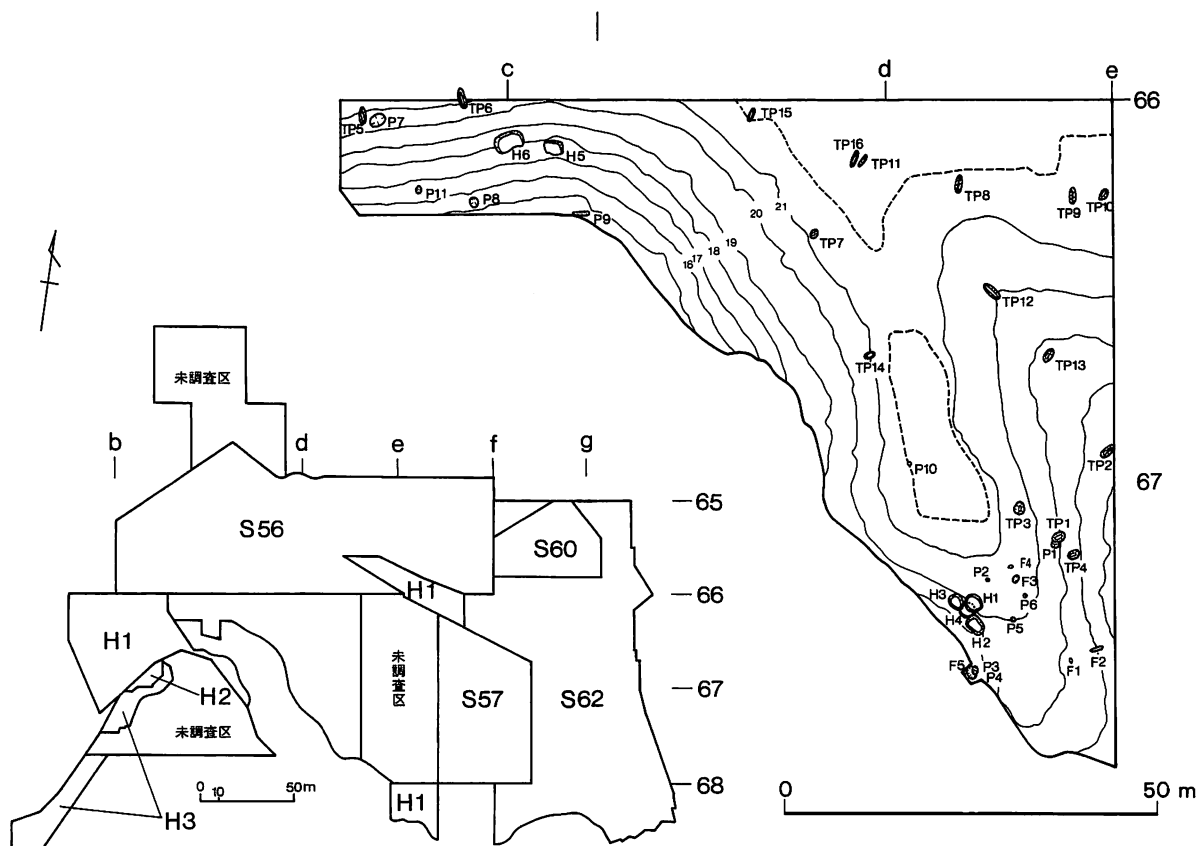 c
d
e
66
TP5
P7
TP6
H6
H5
P11
P8
P9
TP15
TP16
TP11
TP8
TP9
TP10
20
21
TP7
19
18
17
16
TP12
TP14
TP13
P10
TP2
67
TP3
TP1
P1
TP4
F4
P2
F3
H3
H1
P6
H4
P5
H2
F5
P3
P4
F1
F2
0 50 m
未調査区
b
d
e
f
g
65
S56
S60
H1
66
H1
未調査区
H2
67
S57
S62
未調査区
0 10 50m
68
H1
H3